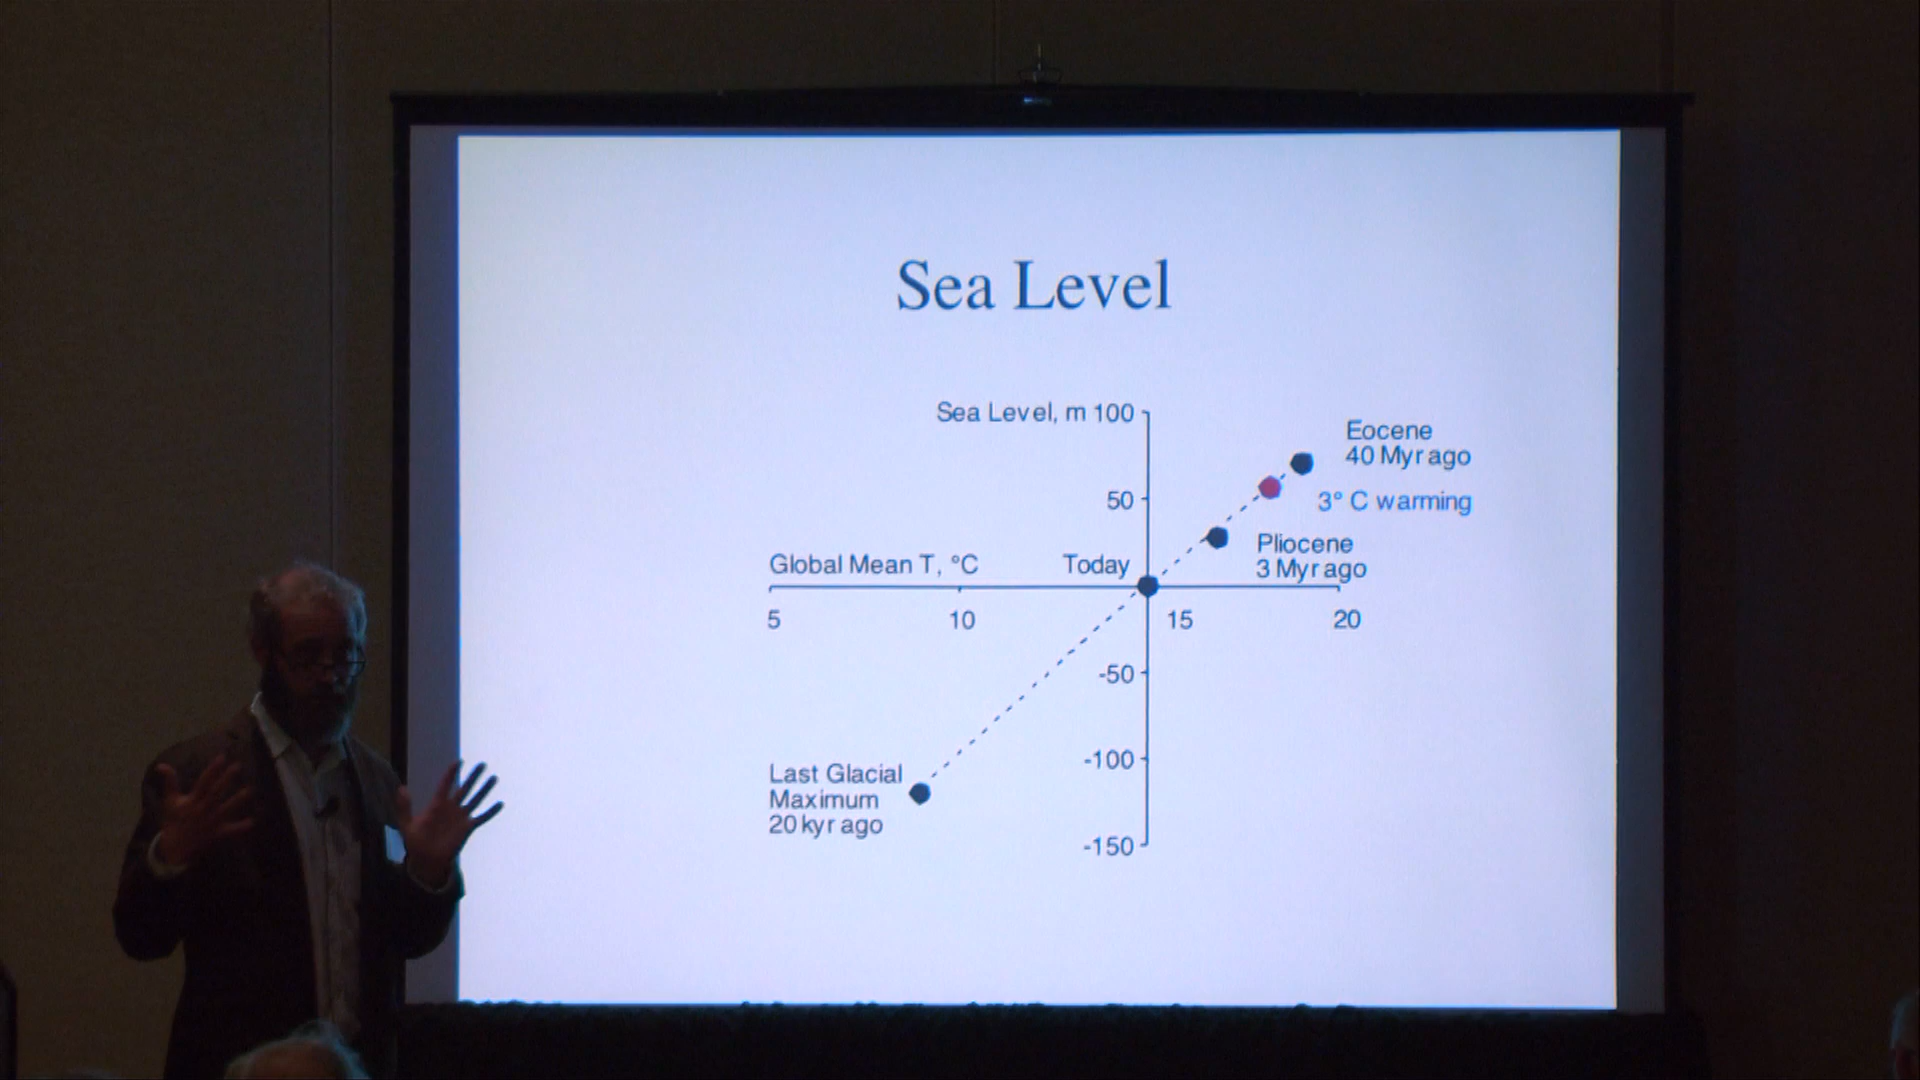 Sea Level
Sea Level, m 100
Eocene
40 Myr ago
50
3° C warming
Pliocene
3 Myr ago
Global Mean T, °C
Today
5
10
15
20
-50
-100
Last Glacial
Maximum
20 kyr ago
-150